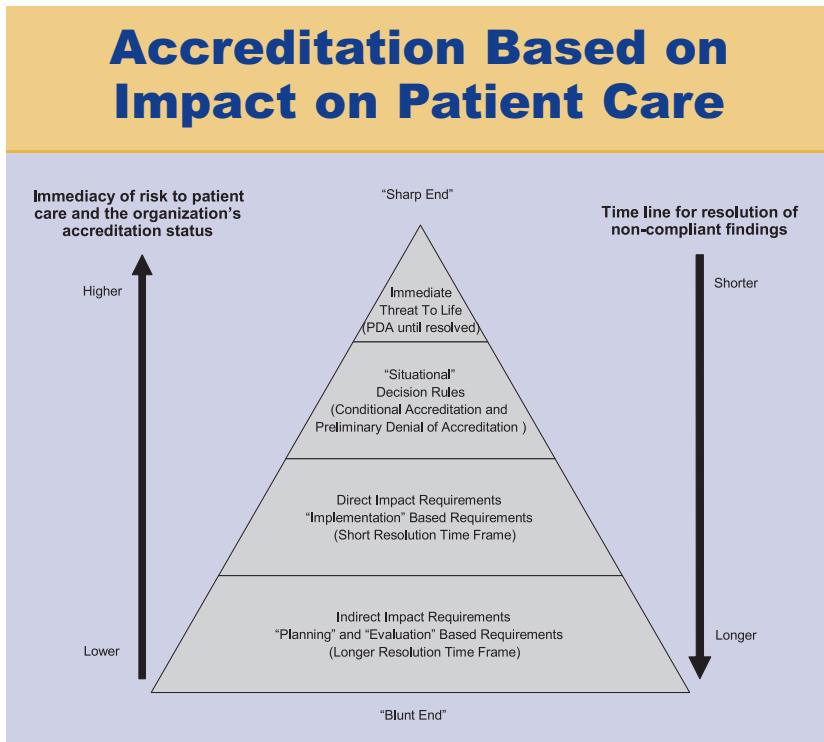 Accreditation Based on
Impact on Patient Care
Immediacy of risk to patient
care and the organization’s
accreditation status
“Sharp End”
Time line for resolution of
non-compliant findings
Higher
Shorter
Immediate
Threat To Life
(PDA until resolved)
“Situational”
Decision Rules
(Conditional Accreditation and
Preliminary Denial of Accreditation )
Direct Impact Requirements
“Implementation” Based Requirements
(Short Resolution Time Frame)
Indirect Impact Requirements
“Planning” and “Evaluation” Based Requirements
(Longer Resolution Time Frame)
Lower
Longer
“Blunt End”